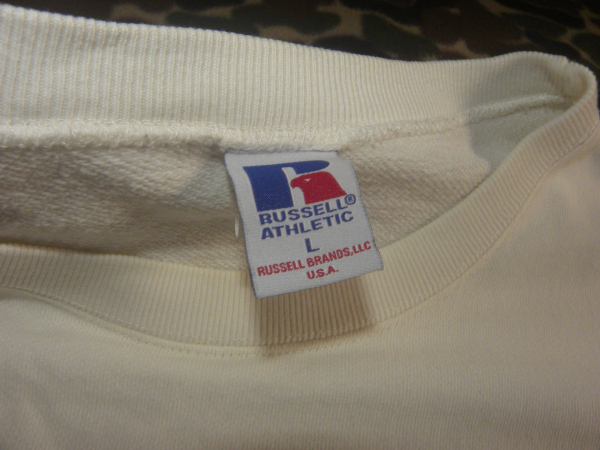 RUSSELL®
ATHLETIC
L
RUSSELL BRANDS, LLC
U.S.A.